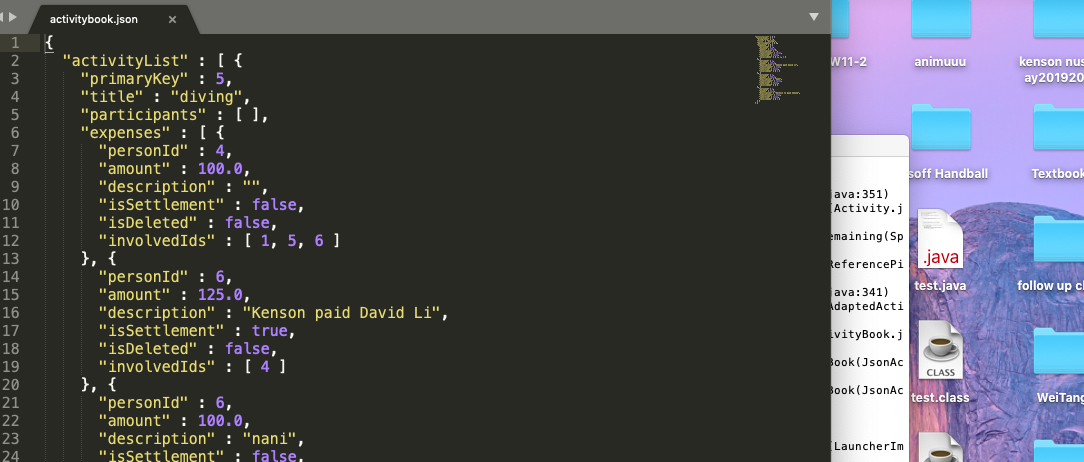 activitybook.json ×
1 {
2 "activityList" : [ {
3 "primaryKey" : 5,
4 "title" : "diving",
5 "participants" : [ ],
6 "expenses" : [ {
7 "personId" : 4,
8 "amount" : 100.0,
9 "description" : "",
10 "isSettlement" : false,
11 "isDeleted" : false,
12 "involvedIds" : [ 1, 5, 6 ]
13 }, {
14 "personId" : 6,
15 "amount" : 125.0,
16 "description" : "Kenson paid David Li",
17 "isSettlement" : true,
18 "isDeleted" : false,
19 "involvedIds" : [ 4 ]
20 }, {
21 "personId" : 6,
22 "amount" : 100.0,
23 "description" : "nani",
24 "isSettlement" : false,
W11-2
animuuu
kenson nus
ay201920
soff Handball
Textbook
java:351)
Activity.j
emaining(Sp
ReferencePi
java:341)
AdaptedActi
ivityBook.j
Book(JsonAc
Book(JsonAc
LauncherIm
.java
test.java
follow up c
CLASS
test.class
WeiTang